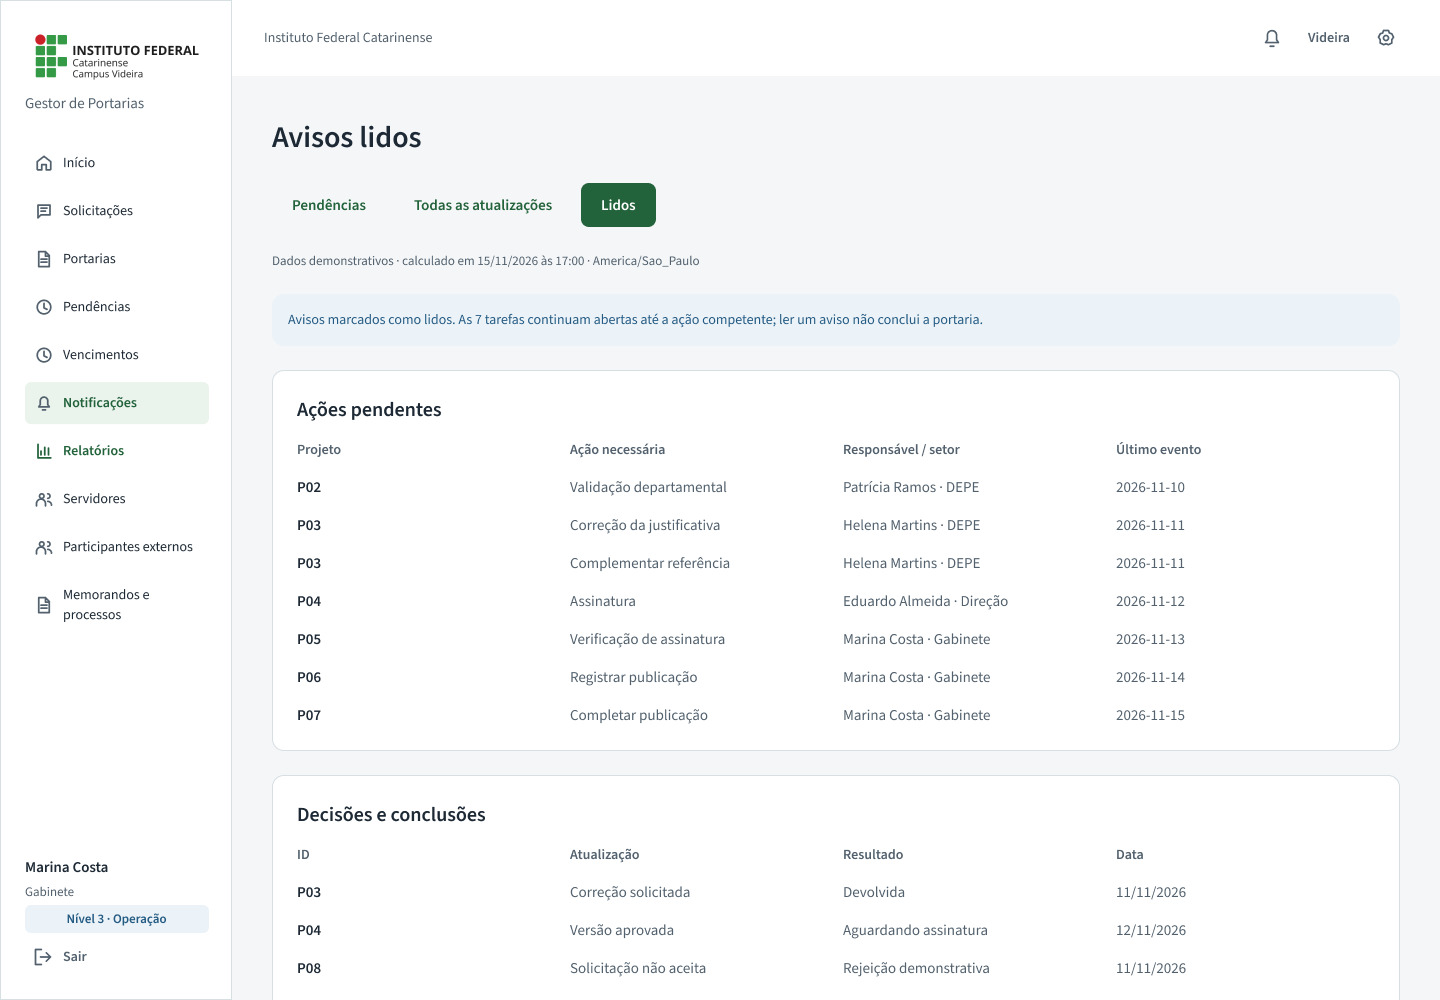 INSTITUTO FEDERAL
Catarinense
Campus Videira
Gestor de Portarias
Início
Solicitações
Portarias
Pendências
Vencimentos
Notificações
Relatórios
Servidores
Participantes externos
Memorandos e
processos
Marina Costa
Gabinete
Nível 3 · Operação
Sair
Instituto Federal Catarinense
Videira
Avisos lidos
Pendências Todas as atualizações Lidos
Dados demonstrativos · calculado em 15/11/2026 às 17:00 · America/Sao_Paulo
Avisos marcados como lidos. As 7 tarefas continuam abertas até a ação competente; ler um aviso não conclui a portaria.
Ações pendentes
Projeto Ação necessária Responsável / setor Último evento
P02 Validação departamental Patrícia Ramos · DEPE 2026-11-10
P03 Correção da justificativa Helena Martins · DEPE 2026-11-11
P03 Complementar referência Helena Martins · DEPE 2026-11-11
P04 Assinatura Eduardo Almeida · Direção 2026-11-12
P05 Verificação de assinatura Marina Costa · Gabinete 2026-11-13
P06 Registrar publicação Marina Costa · Gabinete 2026-11-14
P07 Completar publicação Marina Costa · Gabinete 2026-11-15
Decisões e conclusões
ID Atualização Resultado Data
P03 Correção solicitada Devolvida 11/11/2026
P04 Versão aprovada Aguardando assinatura 12/11/2026
P08 Solicitação não aceita Rejeição demonstrativa 11/11/2026